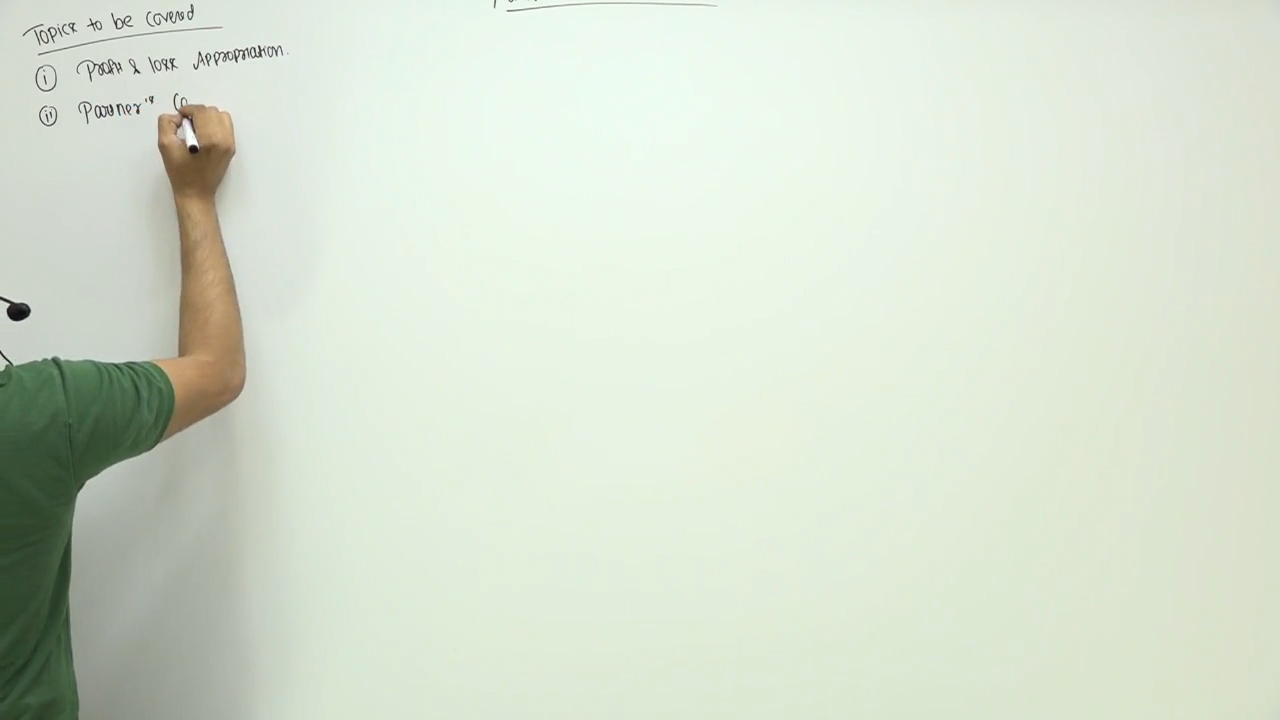 Topics to be covered
(i) Profit & loss Appropriation.
(ii) Partner's